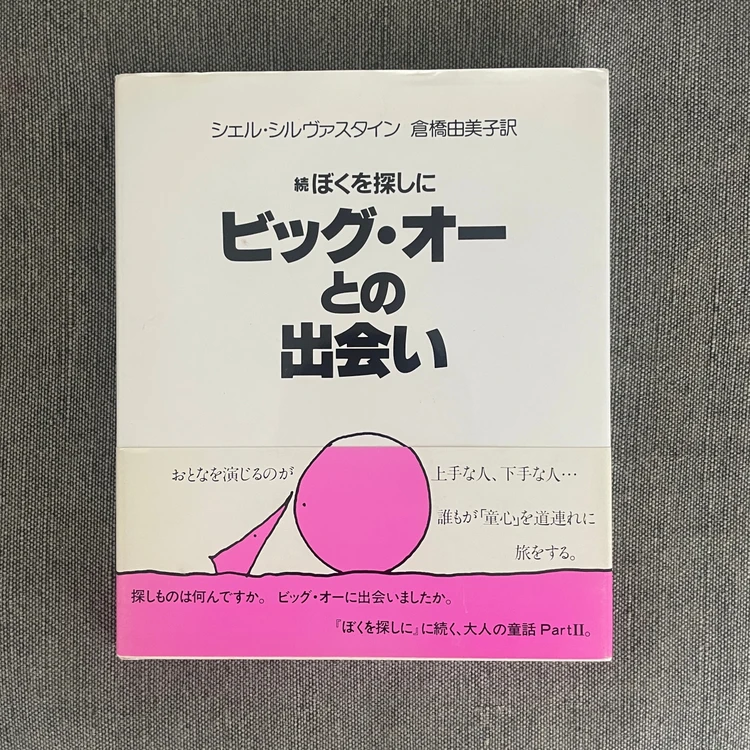 シェル・シルヴァスタイン 倉橋由美子訳
続 ぼくを探しに
ビッグ・オー
との
出会い
おとなを演じるのが
上手な人、下手な人…
誰もが「童心」を道連れに
旅をする。
探しものは何んですか。 ビッグ・オーに出会いましたか。
『ぼくを探しに』に続く、大人の童話 PartII。